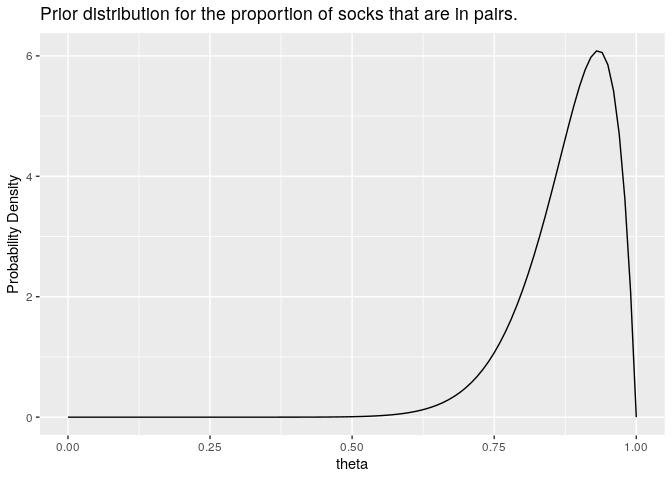 Prior distribution for the proportion of socks that are in pairs.
6
4
2
0
Probability Density
0.00 0.25 0.50 0.75 1.00
theta